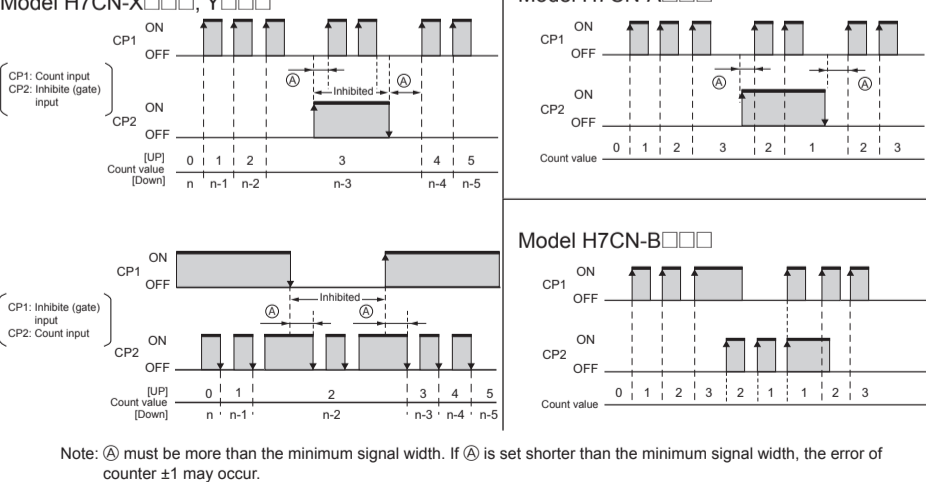 Model H7CN-X□□□, Y□□□
CP1
ON
OFF
CP1: Count input
CP2: Inhibite (gate)
input
Ⓐ
Inhibited
Ⓐ
CP2
ON
OFF
[UP]
Count value
[Down]
0 1 2 3 4 5
n n-1 n-2 n-3 n-4 n-5
CP1
ON
OFF
CP1: Inhibite (gate)
input
CP2: Count input
Inhibited
Ⓐ Ⓐ
CP2
ON
OFF
[UP]
Count value
[Down]
0 1 2 3 4 5
n n-1 n-2 n-3 n-4 n-5
Model H7CN-A□□□
CP1
ON
OFF
Ⓐ Ⓐ
CP2
ON
OFF
Count value 0 1 2 3 2 1 2 3
Model H7CN-B□□□
CP1
ON
OFF
CP2
ON
OFF
Count value 0 1 2 3 2 1 1 2 3
Note: Ⓐ must be more than the minimum signal width. If Ⓐ is set shorter than the minimum signal width, the error of
counter ±1 may occur.